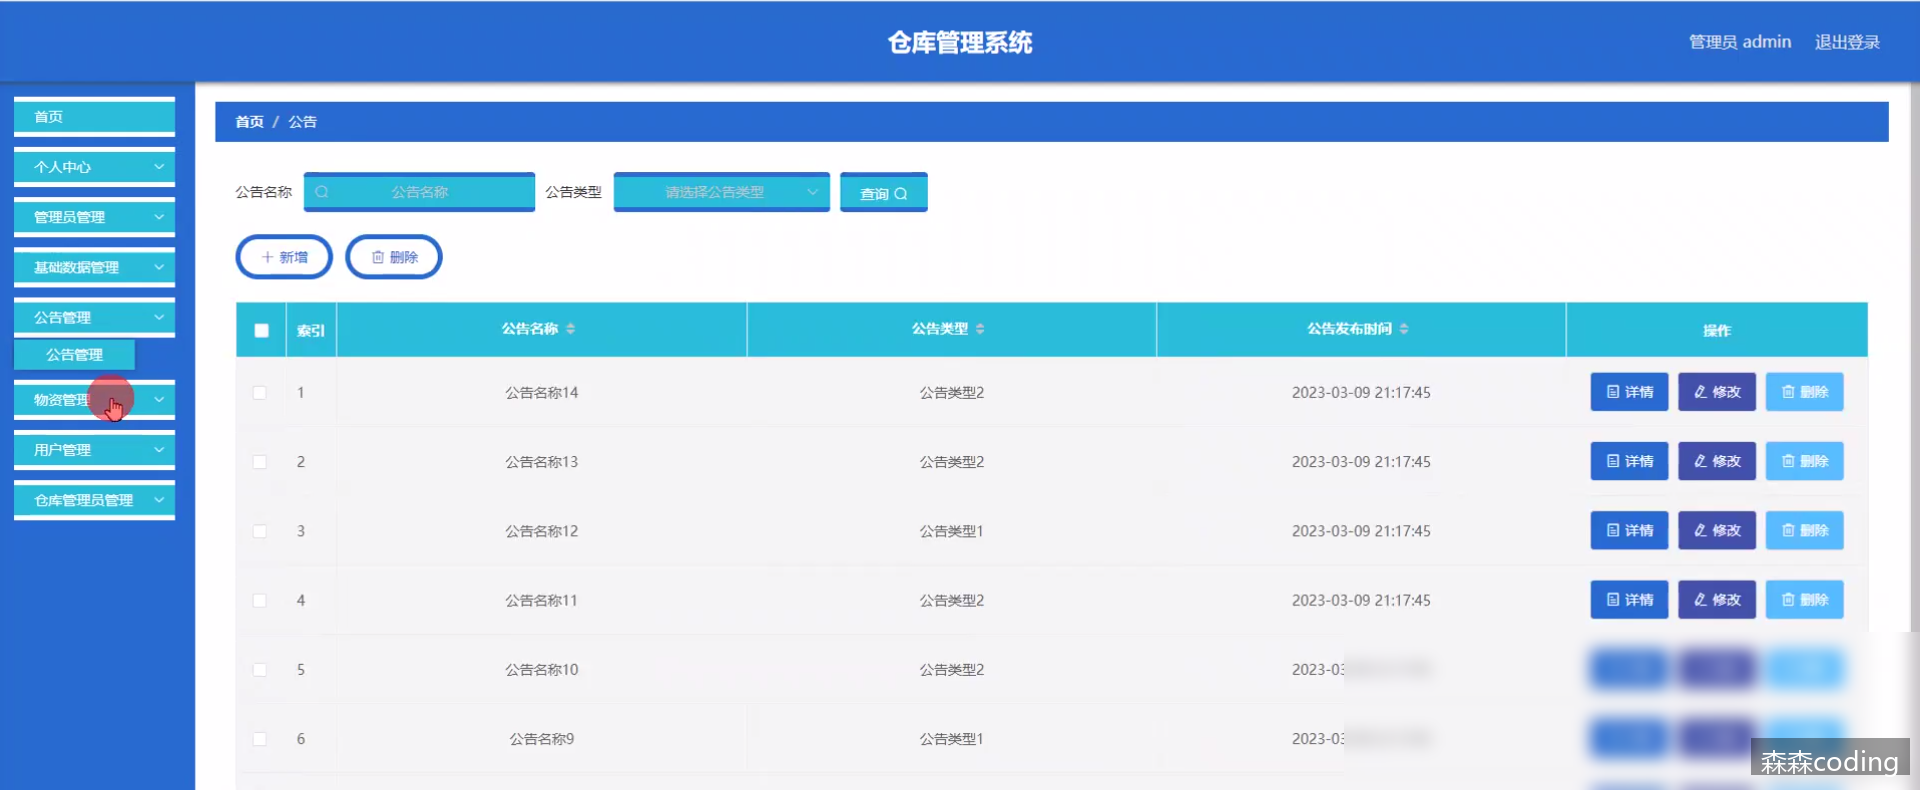 仓库管理系统
管理员 admin 退出登录
首页
个人中心
管理员管理
基础数据管理
公告管理
公告管理
物资管理
用户管理
仓库管理员管理
首页 / 公告
公告名称 公告名称 公告类型 请选择公告类型 查询
新增 删除
索引 公告名称 公告类型 公告发布时间 操作
1 公告名称14 公告类型2 2023-03-09 21:17:45 详情 修改 删除
2 公告名称13 公告类型2 2023-03-09 21:17:45 详情 修改 删除
3 公告名称12 公告类型1 2023-03-09 21:17:45 详情 修改 删除
4 公告名称11 公告类型2 2023-03-09 21:17:45 详情 修改 删除
5 公告名称10 公告类型2 2023-03
6 公告名称9 公告类型1 2023-03
森森coding